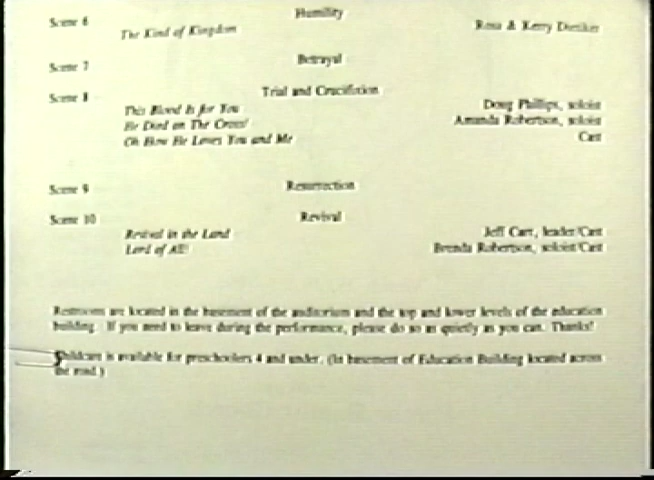 Scene 6 Humility
The Kind of Kingdom Rosa & Kerry
Scene 7 Betrayal
Scene 8 Trial and Crucifixion
This Blood Is for You Doug Phillips, soloist
He Died on The Cross! Amanda Robertson, soloist
Oh How He Loves You and Me Cast
Scene 9 Resurrection
Scene 10 Revival
Revival in the Land Jeff Carr, leader/Cast
Lord of All! Brenda Robertson, soloist/Cast
Restrooms are located in the basement of the auditorium and the top and lower levels of the education
building. If you need to leave during the performance, please do so as quietly as you can. Thanks!
Childcare is available for preschoolers 4 and under. (In basement of Education Building located across
the road.)